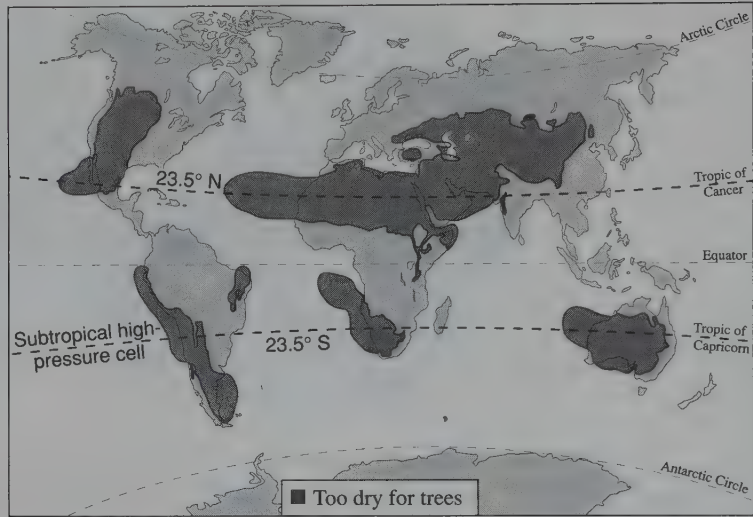 Arctic Circle
23.5° N
Tropic of
Cancer
Equator
Subtropical high-
pressure cell
23.5° S
Tropic of
Capricorn
Antarctic Circle
Too dry for trees